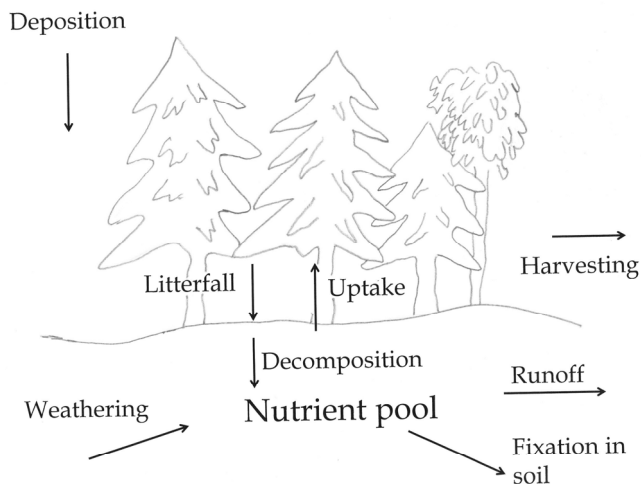 Deposition
Harvesting
Litterfall
Uptake
Decomposition
Runoff
Weathering
Nutrient pool
Fixation in
soil